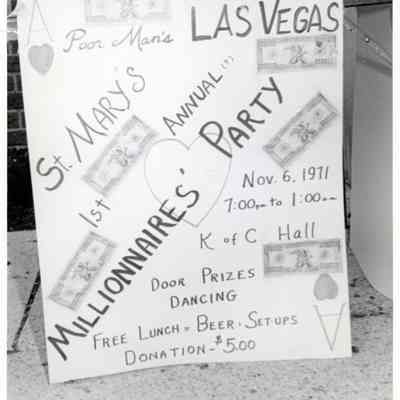 A
Poor Man's LAS VEGAS
St. MARY'S
1st ANNUAL (?)
MILLIONNAIRES' PARTY
Nov. 6, 1971
7:00pm to 1:00am
K of C Hall
DOOR PRIZES
DANCING
FREE LUNCH - BEER - SET-UPS
DONATION - $5.00
A